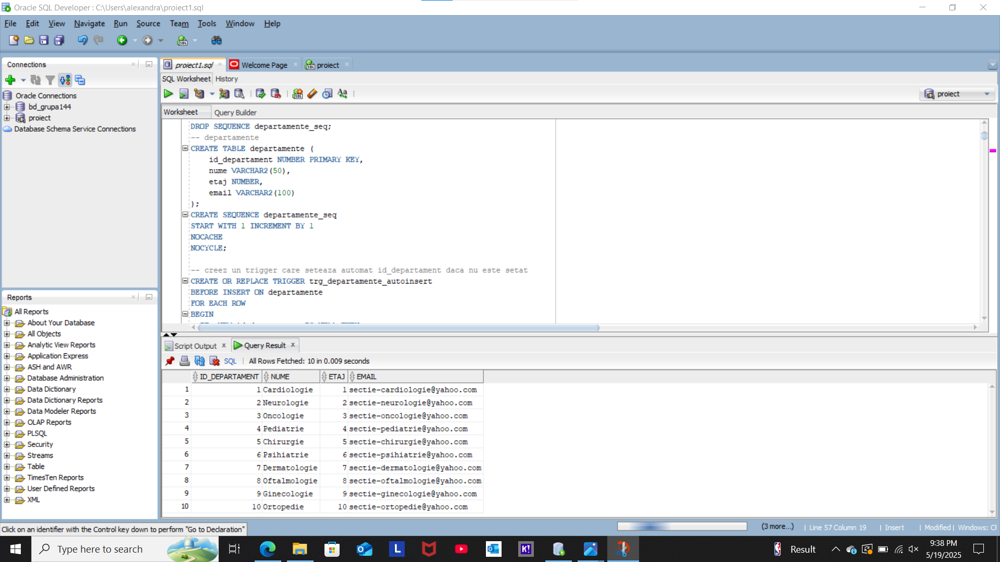 Oracle SQL Developer : C:\Users\alexandra\proiect1.sql
File Edit View Navigate Run Source Team Tools Window Help
Connections
Oracle Connections
bd_grupa144
proiect
Database Schema Service Connections
Reports
All Reports
About Your Database
All Objects
Analytic View Reports
Application Express
ASH and AWR
Database Administration
Data Dictionary
Data Dictionary Reports
Data Modeler Reports
OLAP Reports
PLSQL
Security
Streams
Table
TimesTen Reports
User Defined Reports
XML
proiect1.sql Welcome Page proiect
SQL Worksheet History
proiect
Worksheet Query Builder
DROP SEQUENCE departamente_seq;
-- departamente
CREATE TABLE departamente (
id_departament NUMBER PRIMARY KEY,
nume VARCHAR2(50),
etaj NUMBER,
email VARCHAR2(100)
);
CREATE SEQUENCE departamente_seq
START WITH 1 INCREMENT BY 1
NOCACHE
NOCYCLE;
-- creez un trigger care seteaza automat id_departament daca nu este setat
CREATE OR REPLACE TRIGGER trg_departamente_autoinsert
BEFORE INSERT ON departamente
FOR EACH ROW
BEGIN
Script Output Query Result
SQL All Rows Fetched: 10 in 0.009 seconds
ID_DEPARTAMENT NUME ETAJ EMAIL
1 1 Cardiologie 1 sectie-cardiologie@yahoo.com
2 2 Neurologie 2 sectie-neurologie@yahoo.com
3 3 Oncologie 3 sectie-oncologie@yahoo.com
4 4 Pediatrie 4 sectie-pediatrie@yahoo.com
5 5 Chirurgie 5 sectie-chirurgie@yahoo.com
6 6 Psihiatrie 6 sectie-psihiatrie@yahoo.com
7 7 Dermatologie 7 sectie-dermatologie@yahoo.com
8 8 Oftalmologie 8 sectie-oftalmologie@yahoo.com
9 9 Ginecologie 9 sectie-ginecologie@yahoo.com
10 10 Ortopedie 10 sectie-ortopedie@yahoo.com
Click on an identifier with the Control key down to perform "Go to Declaration"
(3 more...) Line 57 Column 19 Insert Modified Windows:
Type here to search
L
K!
Result
9:38 PM
5/19/2025